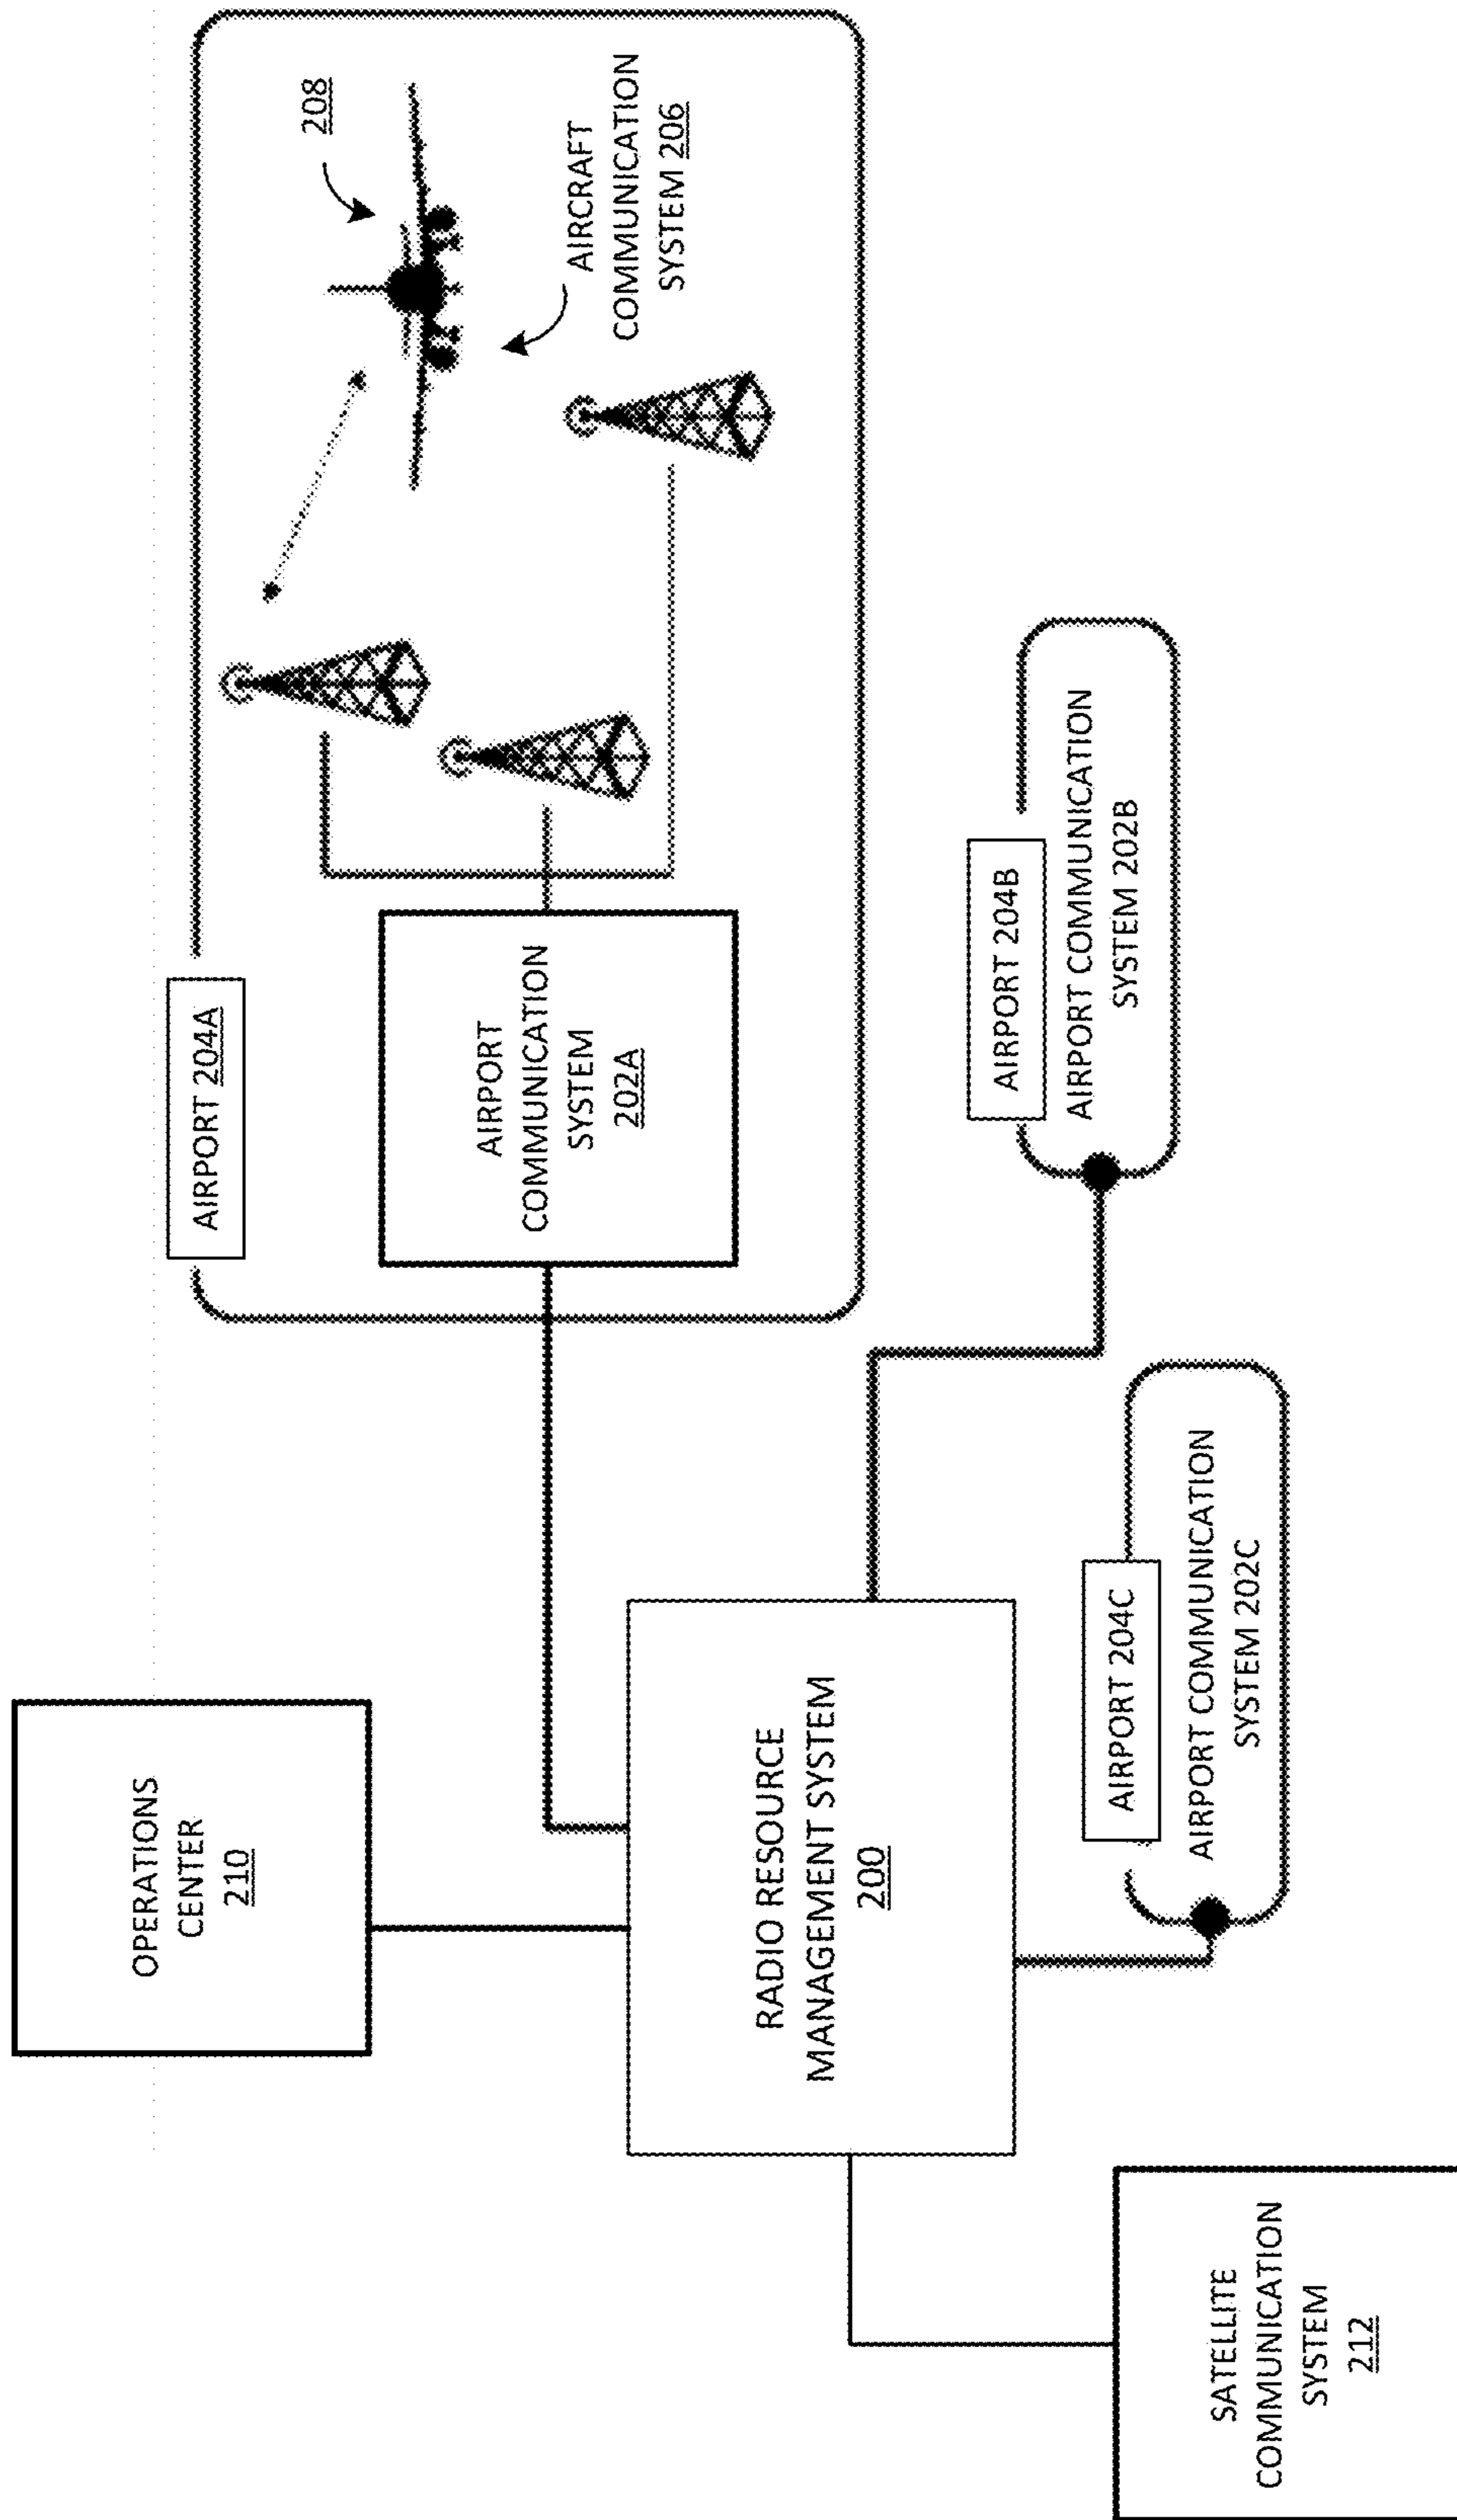 OPERATIONS
CENTER
210
AIRPORT 204A
208
AIRPORT
COMMUNICATION
SYSTEM
202A
AIRCRAFT
COMMUNICATION
SYSTEM 206
RADIO RESOURCE
MANAGEMENT SYSTEM
200
AIRPORT 204B
AIRPORT COMMUNICATION
SYSTEM 202B
AIRPORT 204C
AIRPORT COMMUNICATION
SYSTEM 202C
SATELLITE
COMMUNICATION
SYSTEM
212